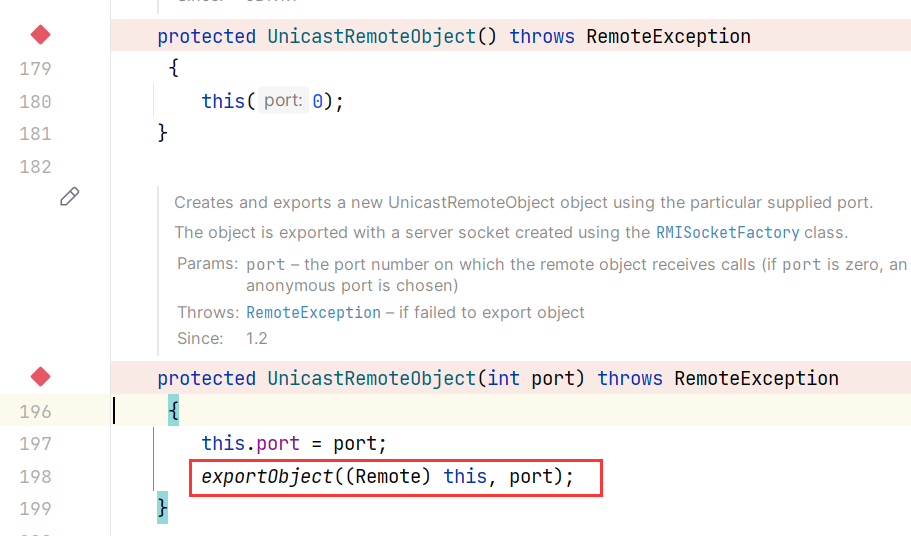 protected UnicastRemoteObject() throws RemoteException
179 {
180 this( port: 0);
181 }
182
Creates and exports a new UnicastRemoteObject object using the particular supplied port.
The object is exported with a server socket created using the RMISocketFactory class.
Params: port – the port number on which the remote object receives calls (if port is zero, an
anonymous port is chosen)
Throws: RemoteException – if failed to export object
Since: 1.2
protected UnicastRemoteObject(int port) throws RemoteException
196 {
197 this.port = port;
198 exportObject((Remote) this, port);
199 }